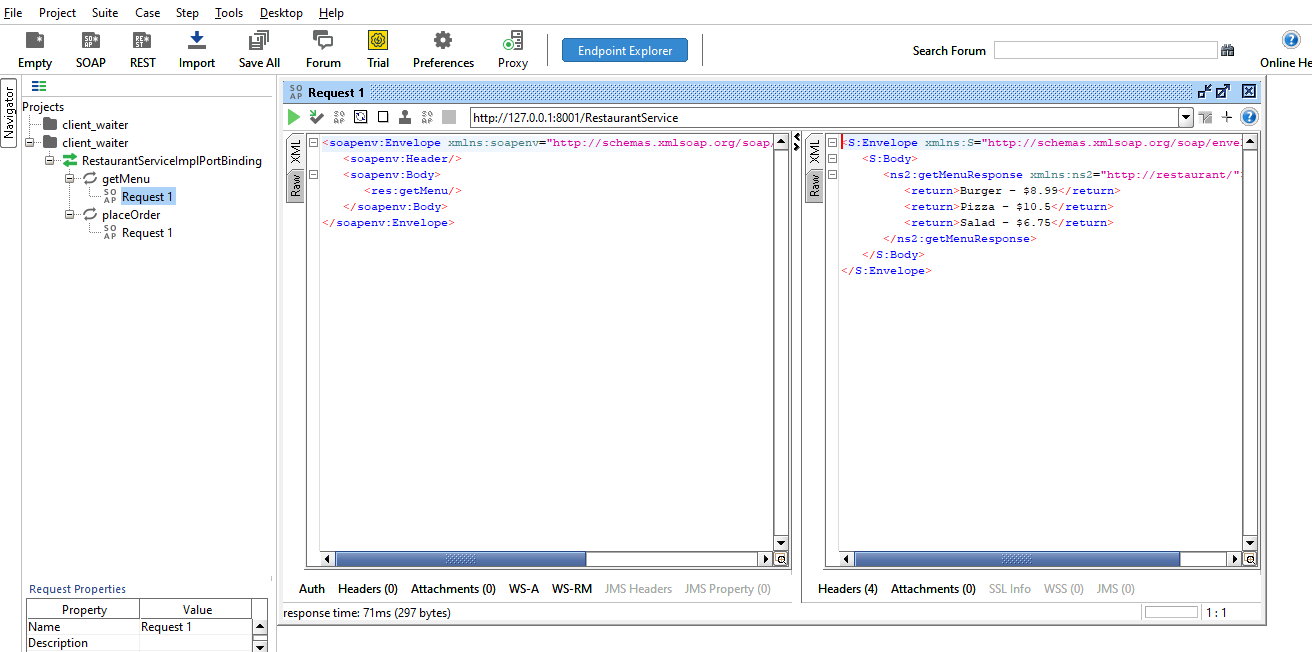 File Project Suite Case Step Tools Desktop Help
Empty SOAP REST Import Save All Forum Trial Preferences Proxy Endpoint Explorer Search Forum Online He
Navigator
Projects
client_waiter
client_waiter
RestaurantServiceImplPortBinding
getMenu
SO AP Request 1
placeOrder
SO AP Request 1
Request Properties
Property Value
Name Request 1
Description
SO AP Request 1
http://127.0.0.1:8001/RestaurantService
XML
Raw
<soapenv:Envelope xmlns:soapenv="http://schemas.xmlsoap.org/soap/
<soapenv:Header/>
<soapenv:Body>
<res:getMenu/>
</soapenv:Body>
</soapenv:Envelope>
XML
Raw
<S:Envelope xmlns:S="http://schemas.xmlsoap.org/soap/enve
<S:Body>
<ns2:getMenuResponse xmlns:ns2="http://restaurant/"
<return>Burger - $8.99</return>
<return>Pizza - $10.5</return>
<return>Salad - $6.75</return>
</ns2:getMenuResponse>
</S:Body>
</S:Envelope>
Auth Headers (0) Attachments (0) WS-A WS-RM JMS Headers JMS Property (0)
Headers (4) Attachments (0) SSL Info WSS (0) JMS (0)
response time: 71ms (297 bytes)
1 : 1